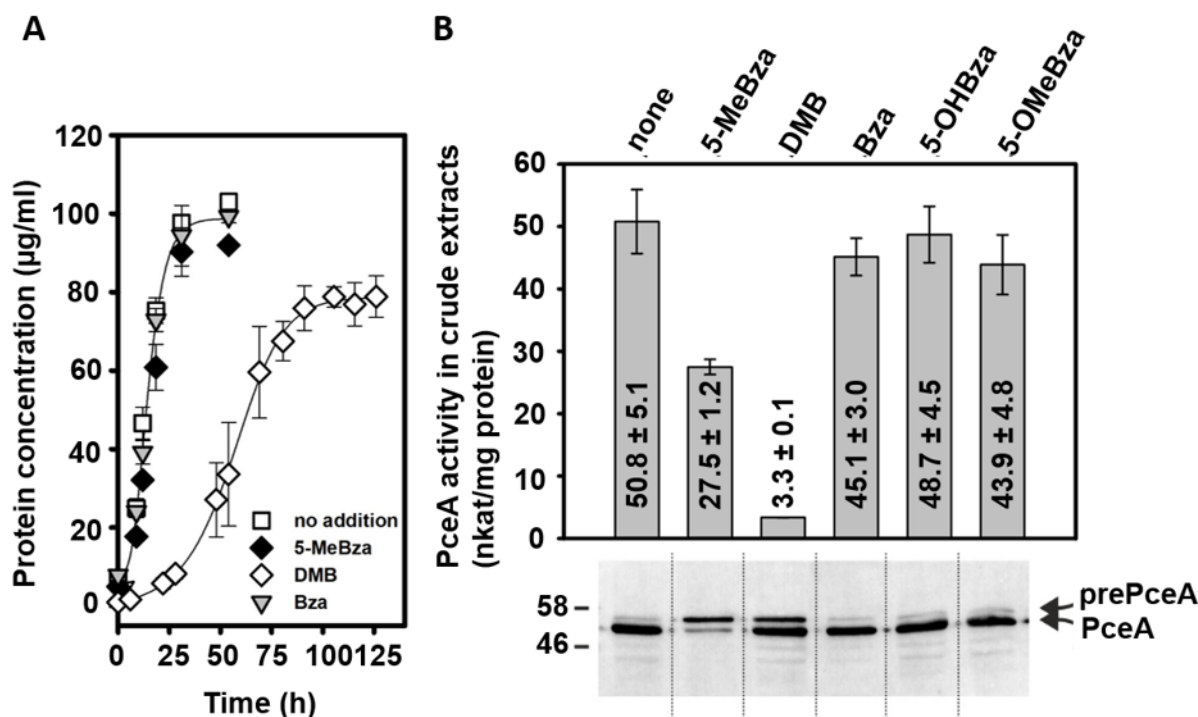 A
Protein concentration (µg/ml)
120
100
80
60
40
20
0
0 25 50 75 100125
Time (h)
no addition
5-MeBza
DMB
Bza
B
none
5-MeBza
DMB
Bza
5-OHBza
5-OMeBza
PceA activity in crude extracts
(nkat/mg protein)
60
50
40
30
20
10
0
50.8 ± 5.1
27.5 ± 1.2
3.3 ± 0.1
45.1 ± 3.0
48.7 ± 4.5
43.9 ± 4.8
58
46
prePceA
PceA